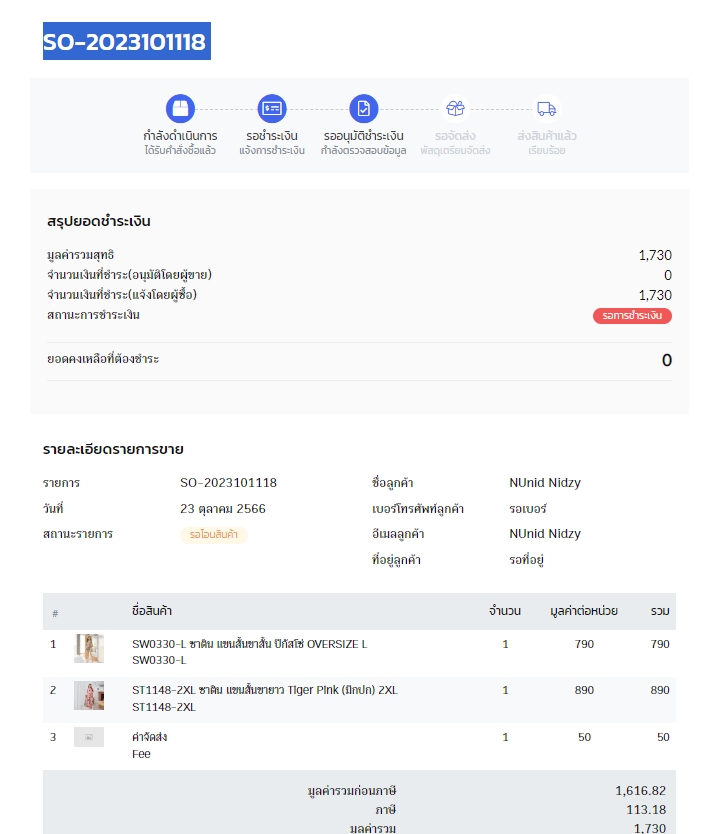 SO-2023101118
กำลังดำเนินการ รอชำระเงิน รออนุมัติชำระเงิน รอจัดส่ง ส่งสินค้าแล้ว
ได้รับคำสั่งซื้อแล้ว แจ้งการชำระเงิน กำลังตรวจสอบข้อมูล พัสดุเตรียมจัดส่ง เรียบร้อย
สรุปยอดชำระเงิน
มูลค่ารวมสุทธิ 1,730
จำนวนเงินที่ชำระ(อนุมัติโดยผู้ขาย) 0
จำนวนเงินที่ชำระ(แจ้งโดยผู้ซื้อ) 1,730
สถานะการชำระเงิน รอการชำระเงิน
ยอดคงเหลือที่ต้องชำระ 0
รายละเอียดรายการขาย
รายการ SO-2023101118 ชื่อลูกค้า NUnid Nidzy
วันที่ 23 ตุลาคม 2566 เบอร์โทรศัพท์ลูกค้า รอเบอร์
สถานะรายการ รอโอนสินค้า อีเมลลูกค้า NUnid Nidzy
ที่อยู่ลูกค้า รอที่อยู่
# ชื่อสินค้า จำนวน มูลค่าต่อหน่วย รวม
1 SW0330-L ซาติน แขนสั้นขาสั้น ปิกัสโซ่ OVERSIZE L 1 790 790
SW0330-L
2 ST1148-2XL ซาติน แขนสั้นขายาว Tiger Pink (มีกุ๊น) 2XL 1 890 890
ST1148-2XL
3 ค่าจัดส่ง 1 50 50
Fee
มูลค่ารวมก่อนภาษี 1,616.82
ภาษี 113.18
มูลค่ารวม 1,730